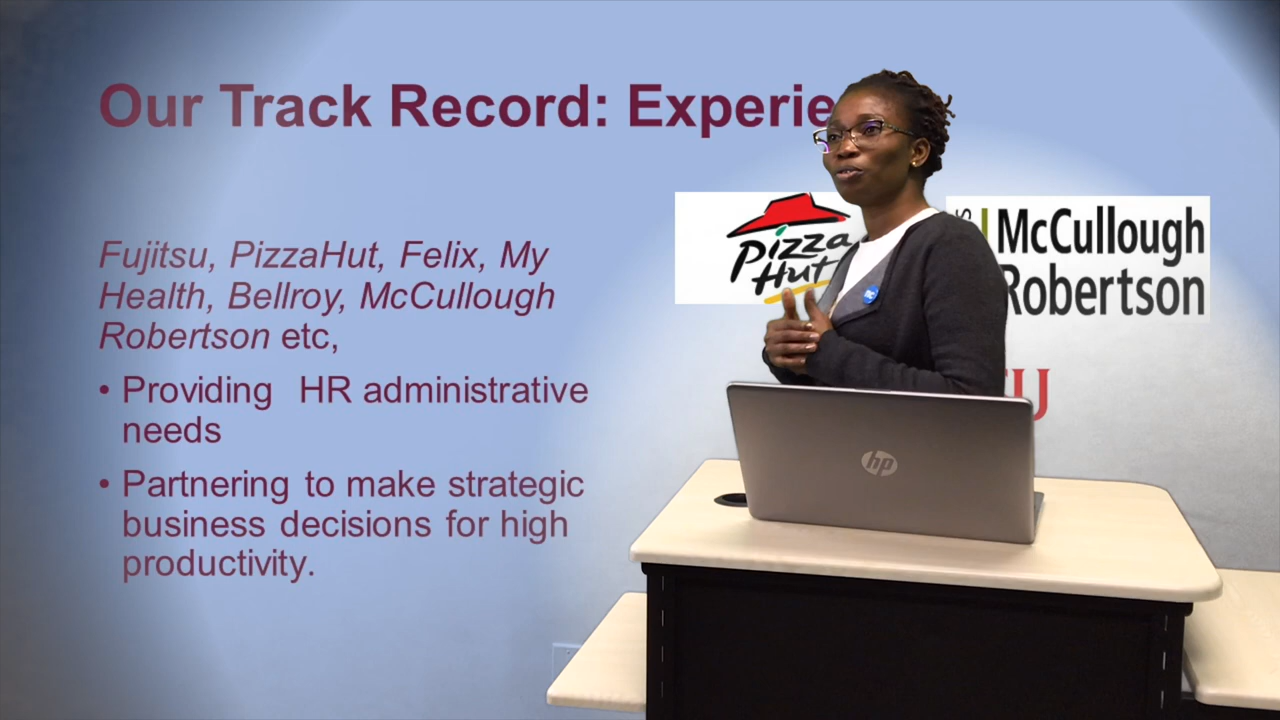 Our Track Record: Experie
Fujitsu, PizzaHut, Felix, My
Health, Bellroy, McCullough
Robertson etc,
• Providing HR administrative
needs
• Partnering to make strategic
business decisions for high
productivity.
Pizza
Hut
McCullough
Robertson
U
hp